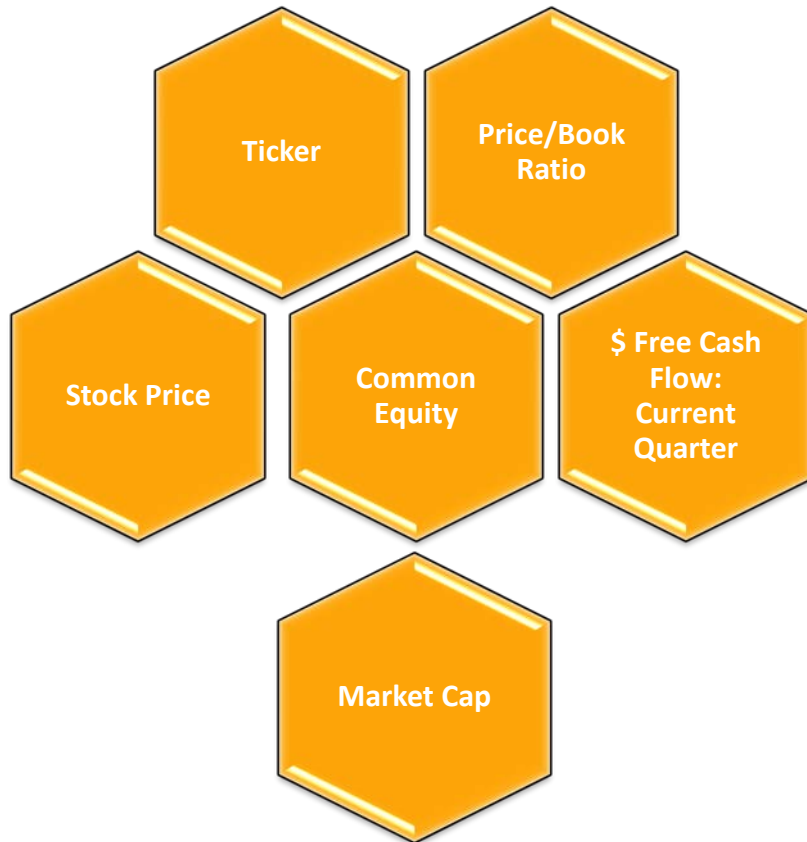 Ticker
Price/Book
Ratio
Stock Price
Common
Equity
$ Free Cash
Flow:
Current
Quarter
Market Cap